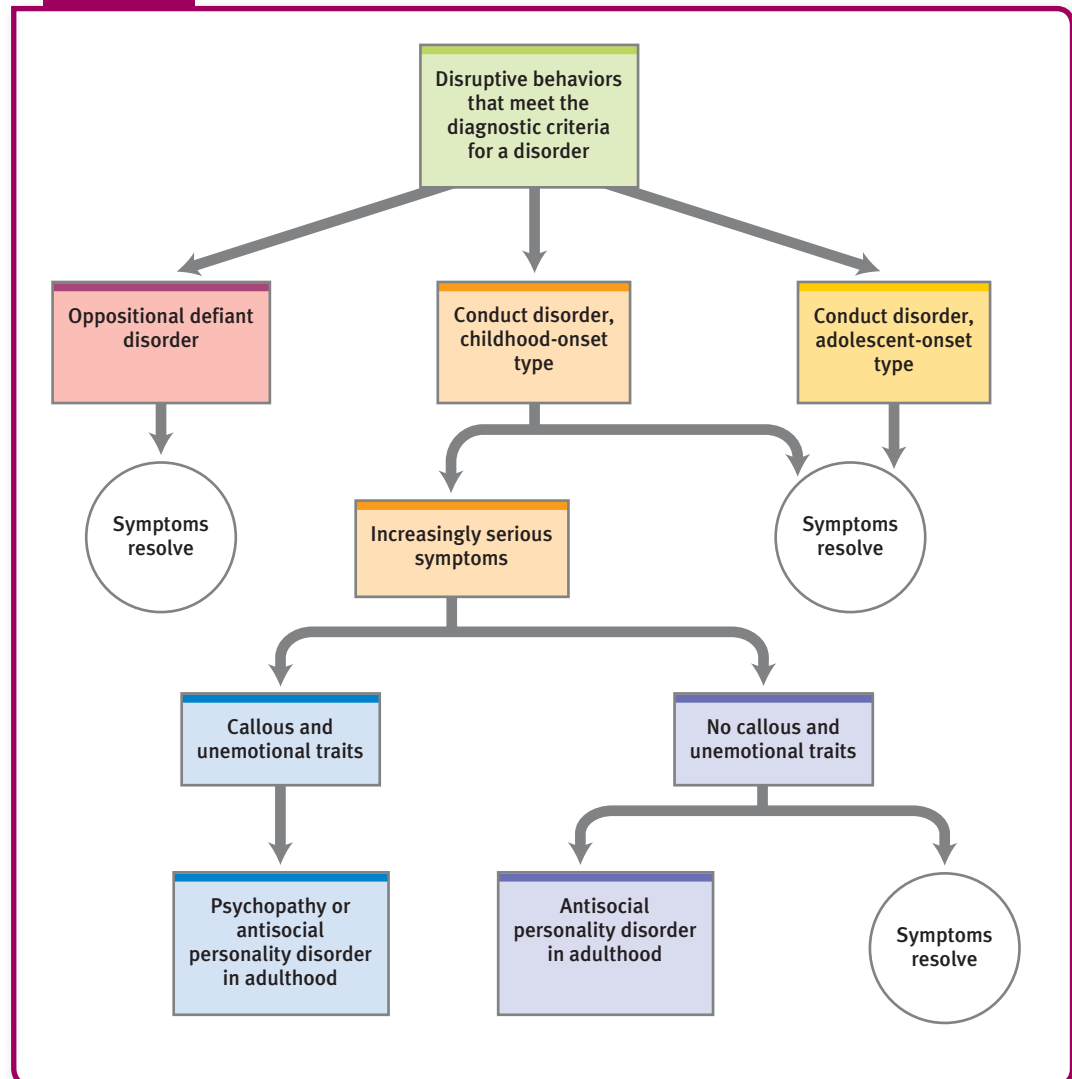 Disruptive behaviors
that meet the
diagnostic criteria
for a disorder
Oppositional defiant
disorder
Conduct disorder,
childhood-onset
type
Conduct disorder,
adolescent-onset
type
Symptoms
resolve
Increasingly serious
symptoms
Symptoms
resolve
Callous and
unemotional traits
No callous and
unemotional traits
Psychopathy or
antisocial
personality disorder
in adulthood
Antisocial
personality disorder
in adulthood
Symptoms
resolve